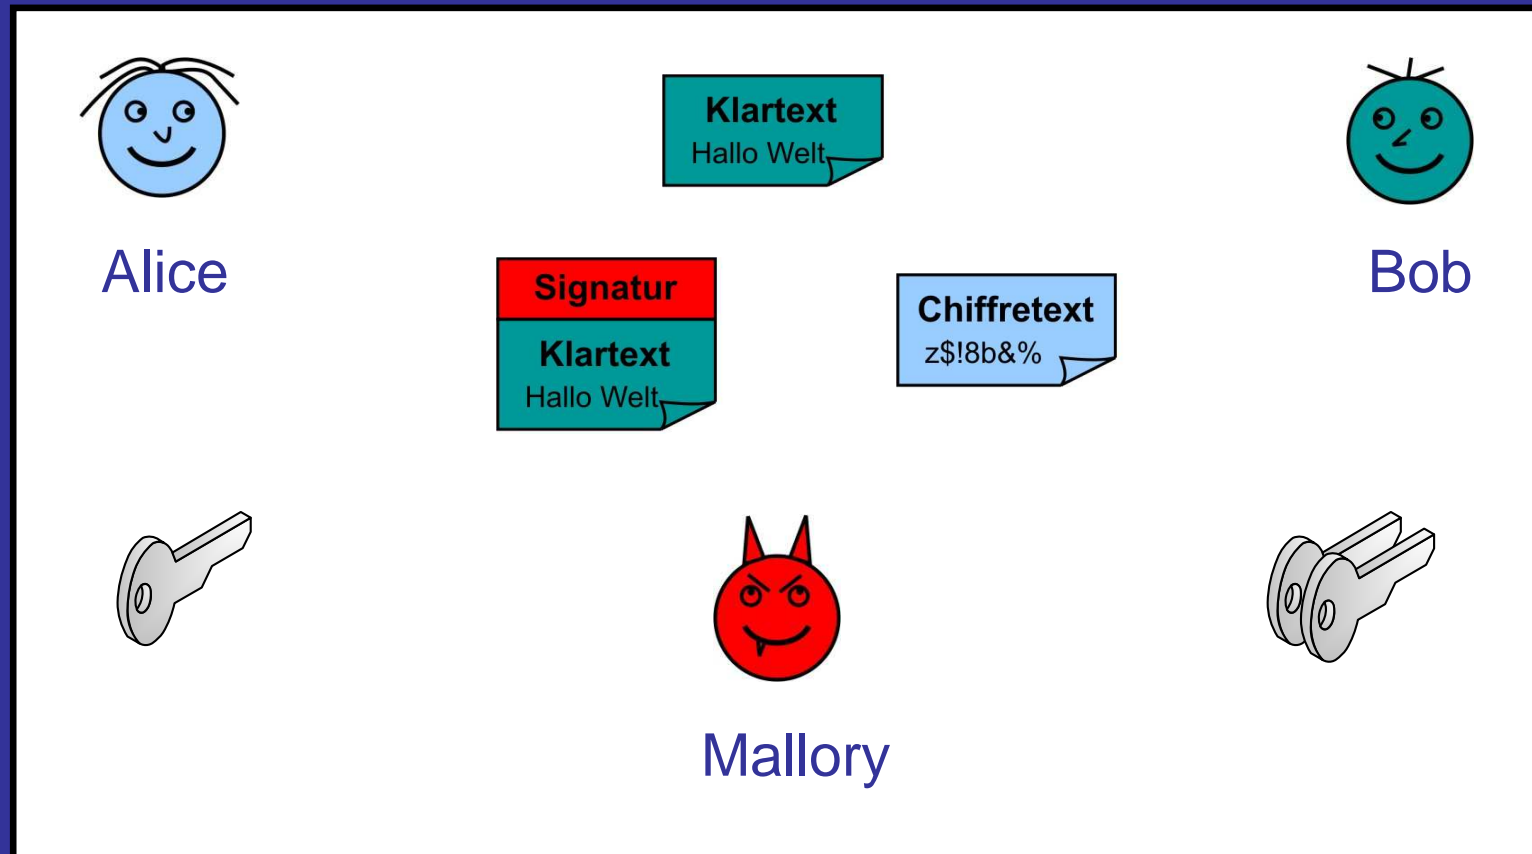 Klartext
Hallo Welt
Alice
Bob
Signatur
Klartext
Hallo Welt
Chiffretext
z$!8b&%
Mallory